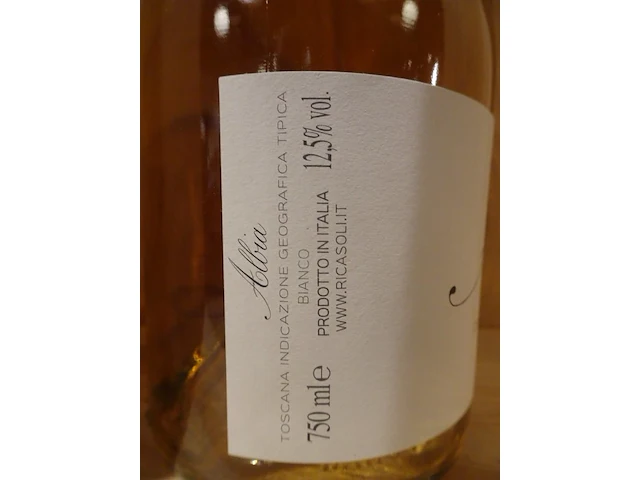 Albia
TOSCANA INDICAZIONE GEOGRAFICA TIPICA
BIANCO
PRODOTTO IN ITALIA
WWW.RICASOLI.IT
750 ml e 12,5% vol.